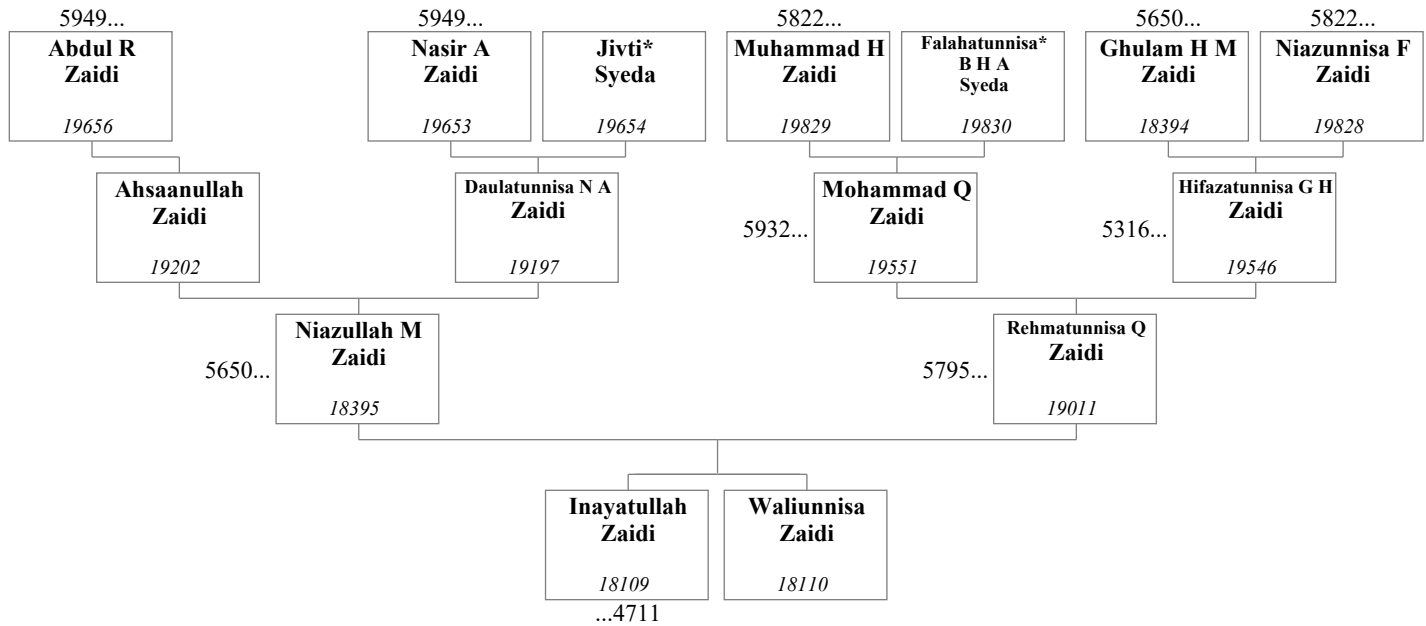 5949...
5949...
5822...
5650...
5822...
Abdul R
Zaidi
19656
Nasir A
Zaidi
19653
Jivti*
Syeda
19654
Muhammad H
Zaidi
19829
Falahatunnisa*
B H A
Syeda
19830
Ghulam H M
Zaidi
18394
Niazunnisa F
Zaidi
19828
Ahsaanullah
Zaidi
19202
Daulatunnisa N A
Zaidi
19197
5932...
Mohammad Q
Zaidi
19551
5316...
Hifazatunnisa G H
Zaidi
19546
5650...
Niazullah M
Zaidi
18395
5795...
Rehmatunnisa Q
Zaidi
19011
Inayatullah
Zaidi
18109
...4711
Waliunnisa
Zaidi
18110